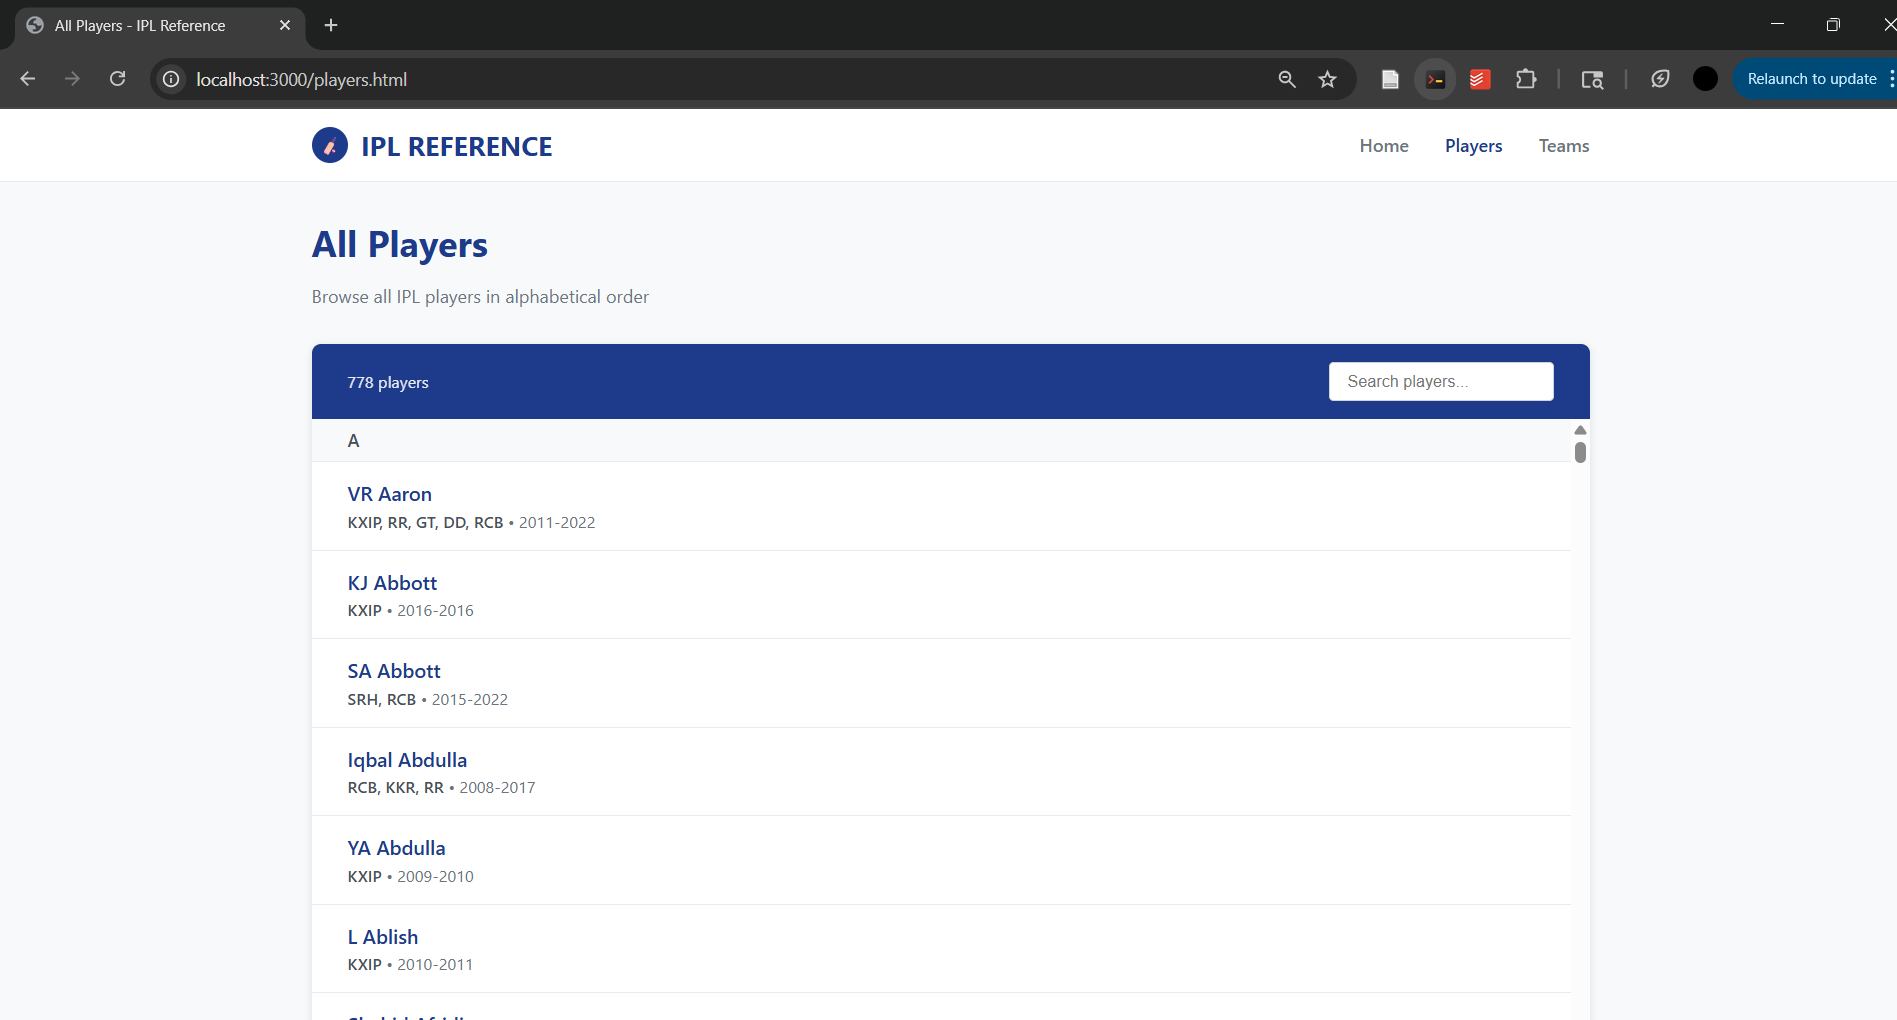 All Players - IPL Reference
localhost:3000/players.html
Relaunch to update
IPL REFERENCE
Home
Players
Teams
All Players
Browse all IPL players in alphabetical order
778 players
Search players...
A
VR Aaron
KXIP, RR, GT, DD, RCB • 2011-2022
KJ Abbott
KXIP • 2016-2016
SA Abbott
SRH, RCB • 2015-2022
Iqbal Abdulla
RCB, KKR, RR • 2008-2017
YA Abdulla
KXIP • 2009-2010
L Ablish
KXIP • 2010-2011